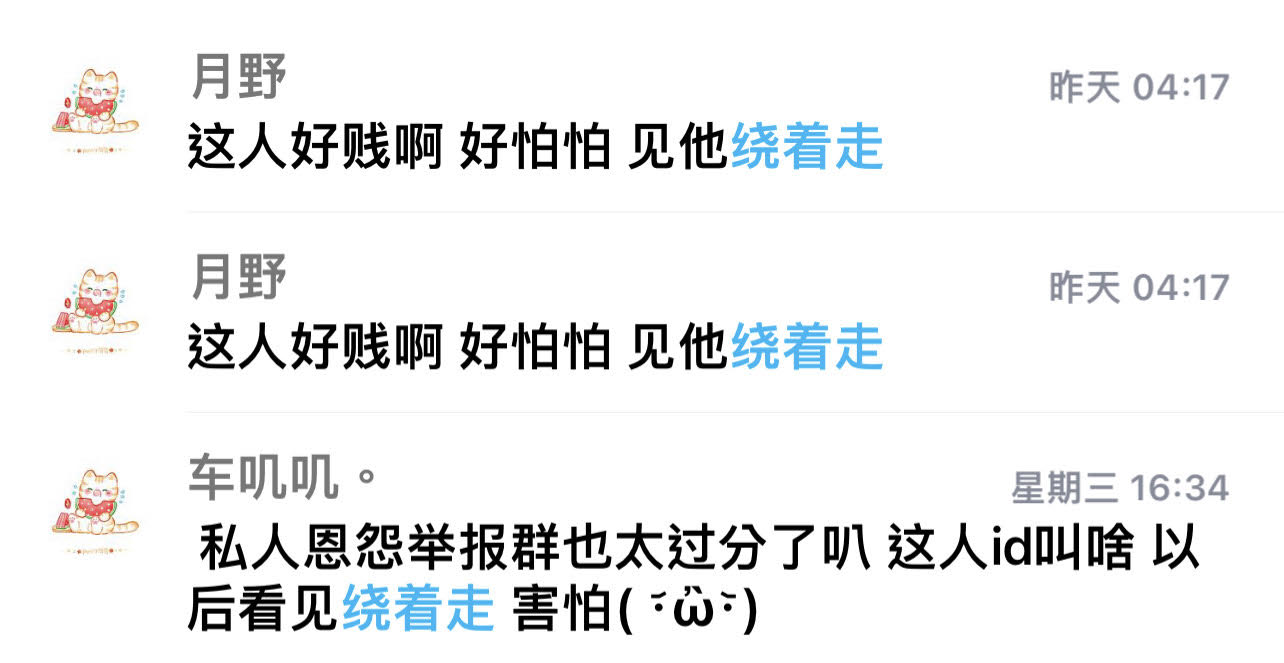 月野
昨天 04:17
这人好贱啊 好怕怕 见他绕着走
月野
昨天 04:17
这人好贱啊 好怕怕 见他绕着走
车叽叽。
星期三 16:34
私人恩怨举报群也太过分了叭 这人id叫啥 以
后看见绕着走 害怕( ˙̆ὢ˙̆ )